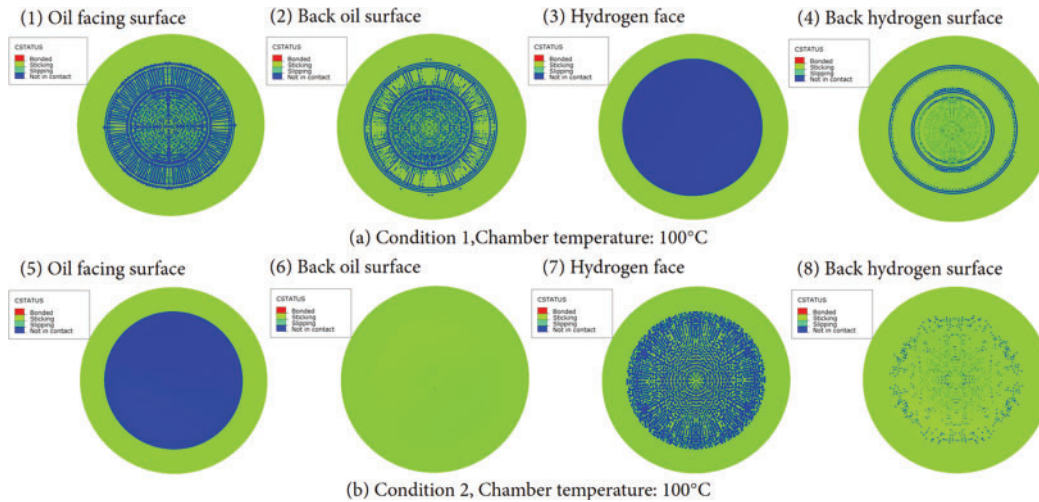 (1) Oil facing surface
(2) Back oil surface
(3) Hydrogen face
(4) Back hydrogen surface
CSTATUS
Bonded
Sticking
Slipping
Not in contact
CSTATUS
Bonded
Sticking
Slipping
Not in contact
CSTATUS
Bonded
Sticking
Slipping
Not in contact
CSTATUS
Bonded
Sticking
Slipping
Not in contact
(a) Condition 1,Chamber temperature: 100°C
(5) Oil facing surface
(6) Back oil surface
(7) Hydrogen face
(8) Back hydrogen surface
CSTATUS
Bonded
Sticking
Slipping
Not in contact
CSTATUS
Bonded
Sticking
Slipping
Not in contact
CSTATUS
Bonded
Sticking
Slipping
Not in contact
CSTATUS
Bonded
Sticking
Slipping
Not in contact
(b) Condition 2, Chamber temperature: 100°C